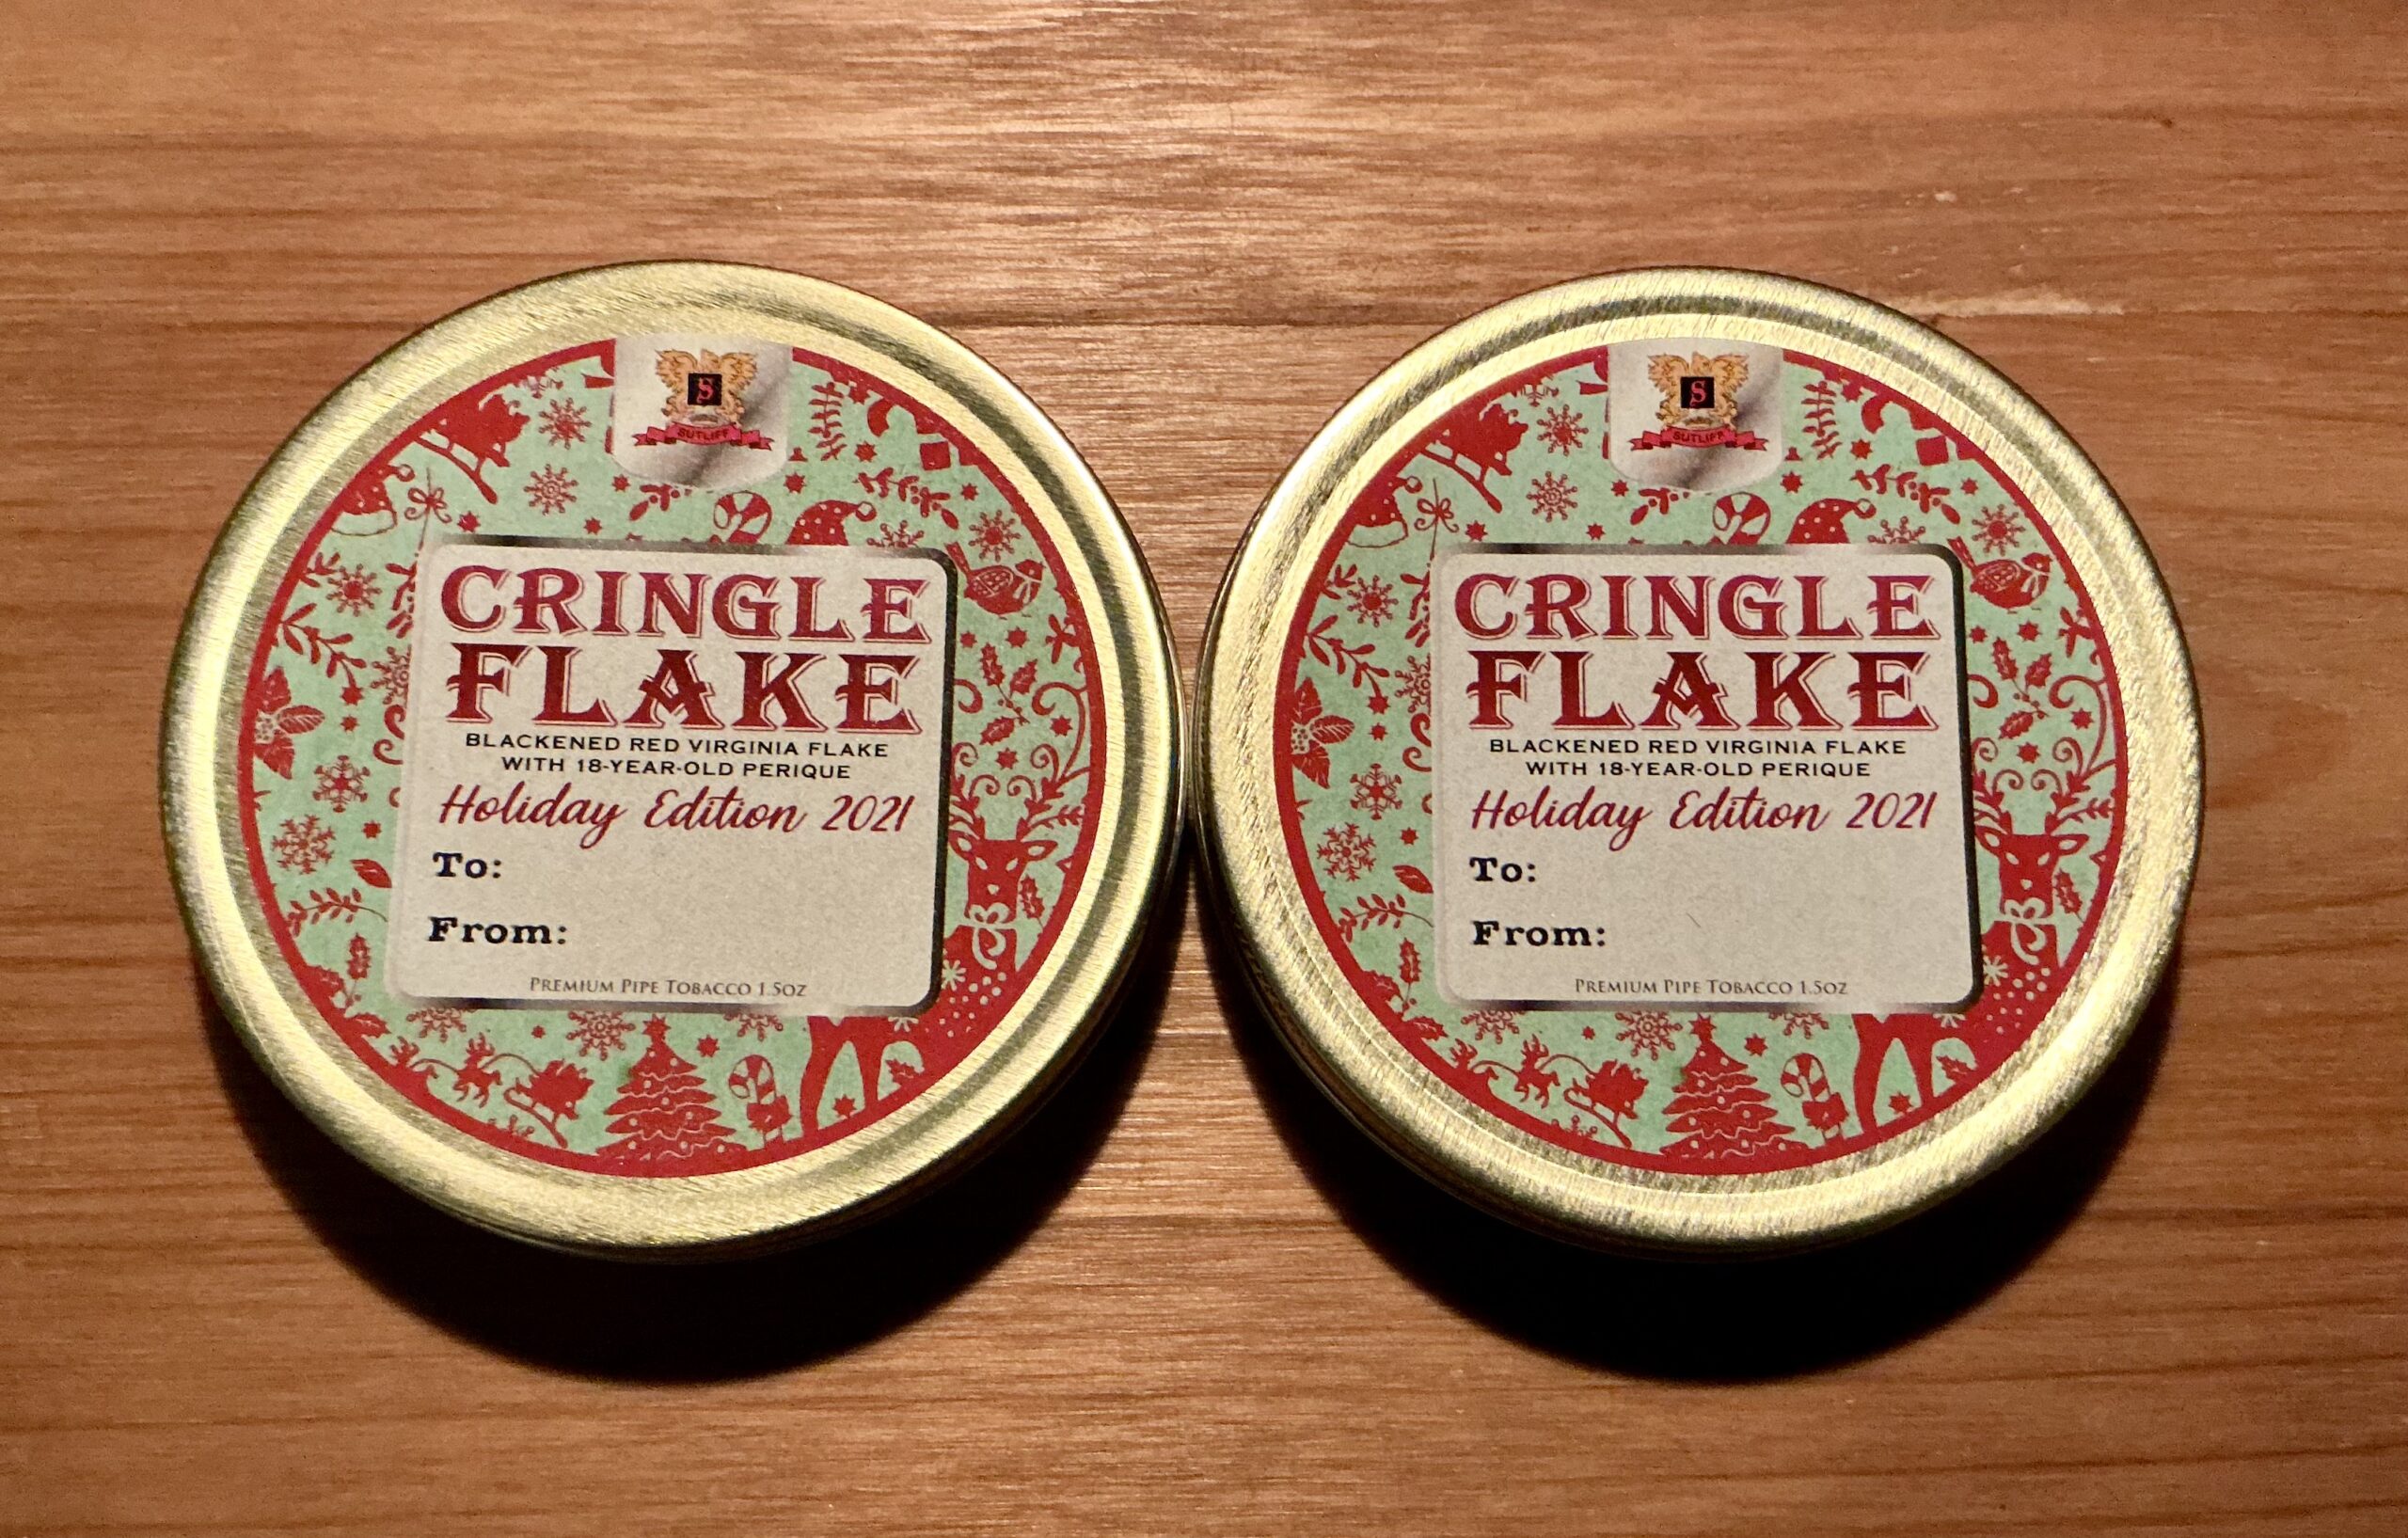 S
SUTLIFF
CRINGLE
FLAKE
BLACKENED RED VIRGINIA FLAKE
WITH 18-YEAR-OLD PERIQUE
Holiday Edition 2021
To:
From:
PREMIUM PIPE TOBACCO 1.5OZ
S
SUTLIFF
CRINGLE
FLAKE
BLACKENED RED VIRGINIA FLAKE
WITH 18-YEAR-OLD PERIQUE
Holiday Edition 2021
To:
From:
PREMIUM PIPE TOBACCO 1.5OZ